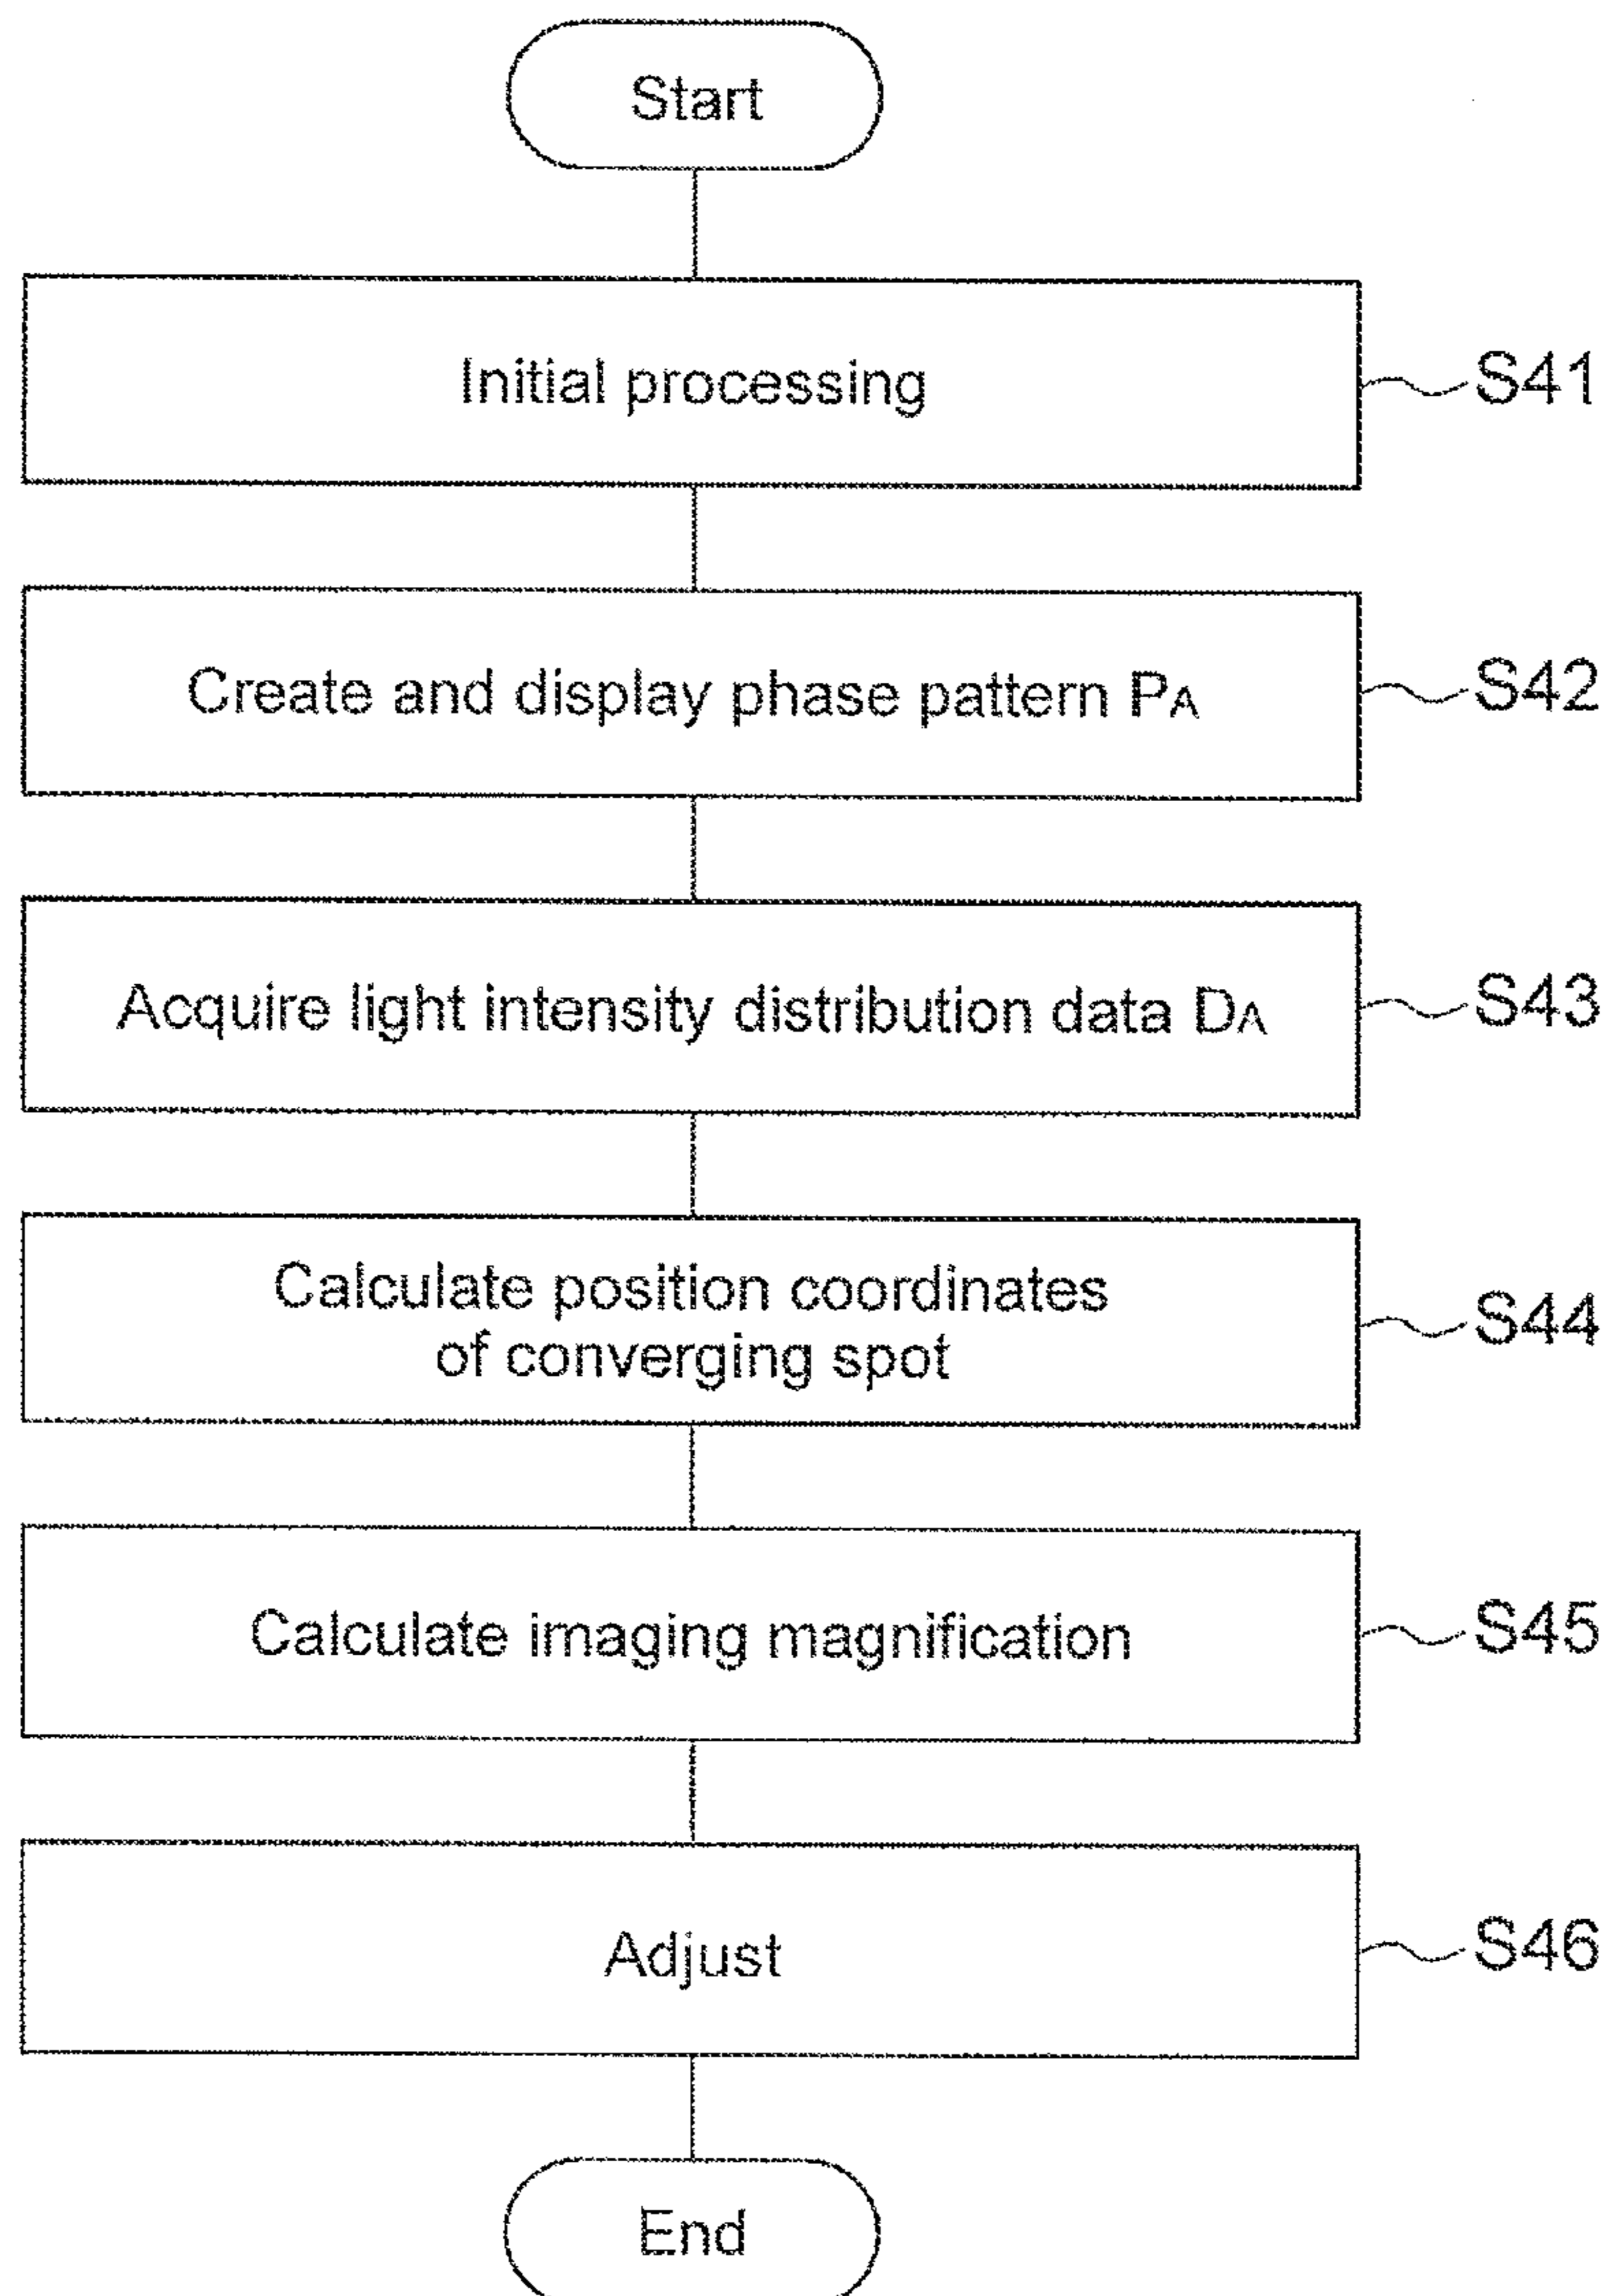 Start
Initial processing
S41
Create and display phase pattern PA
S42
Acquire light intensity distribution data DA
S43
Calculate position coordinates
of converging spot
S44
Calculate imaging magnification
S45
Adjust
S46
End